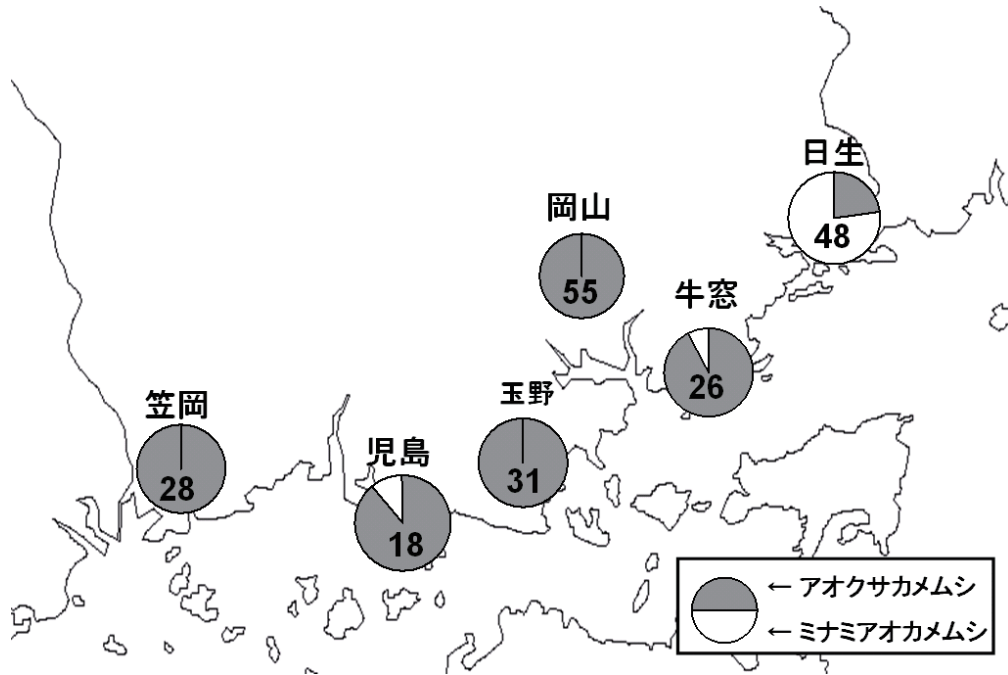 日生
48
岡山
55
牛窓
26
玉野
31
笠岡
28
児島
18
← アオクサカメムシ
← ミナミアオカメムシ